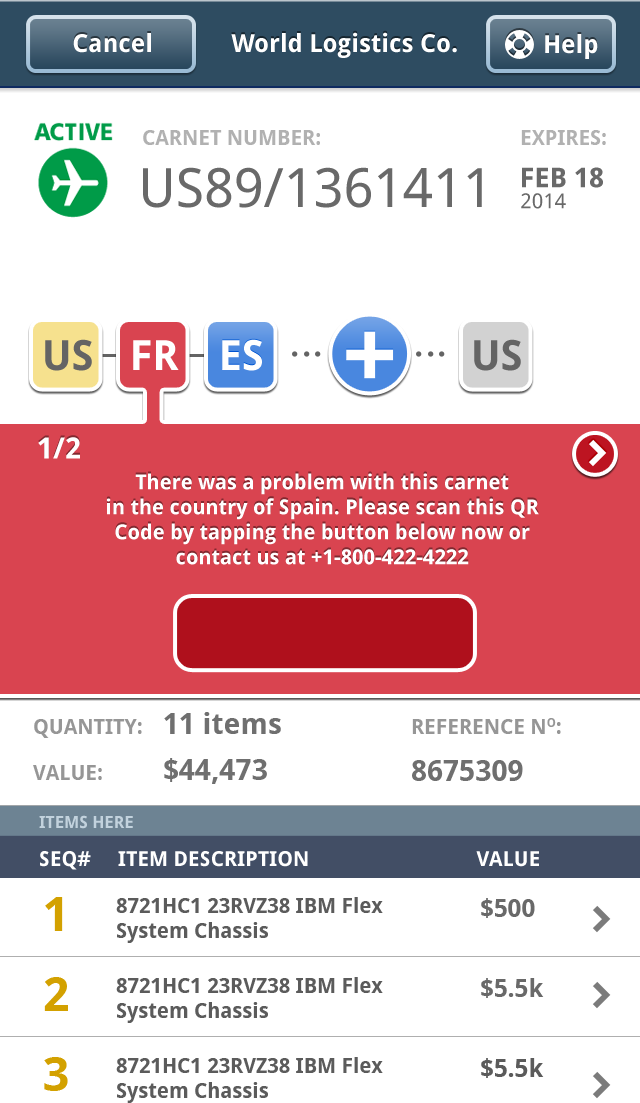 Cancel
World Logistics Co.
Help
ACTIVE
CARNET NUMBER:
EXPIRES:
US89/1361411
FEB 18
2014
US
FR
ES
US
1/2
There was a problem with this carnet
in the country of Spain. Please scan this QR
Code by tapping the button below now or
contact us at +1-800-422-4222
QUANTITY: 11 items
REFERENCE Nº:
VALUE: $44,473
8675309
ITEMS HERE
SEQ# ITEM DESCRIPTION VALUE
1 8721HC1 23RVZ38 IBM Flex $500
System Chassis
2 8721HC1 23RVZ38 IBM Flex $5.5k
System Chassis
3 8721HC1 23RVZ38 IBM Flex $5.5k
System Chassis